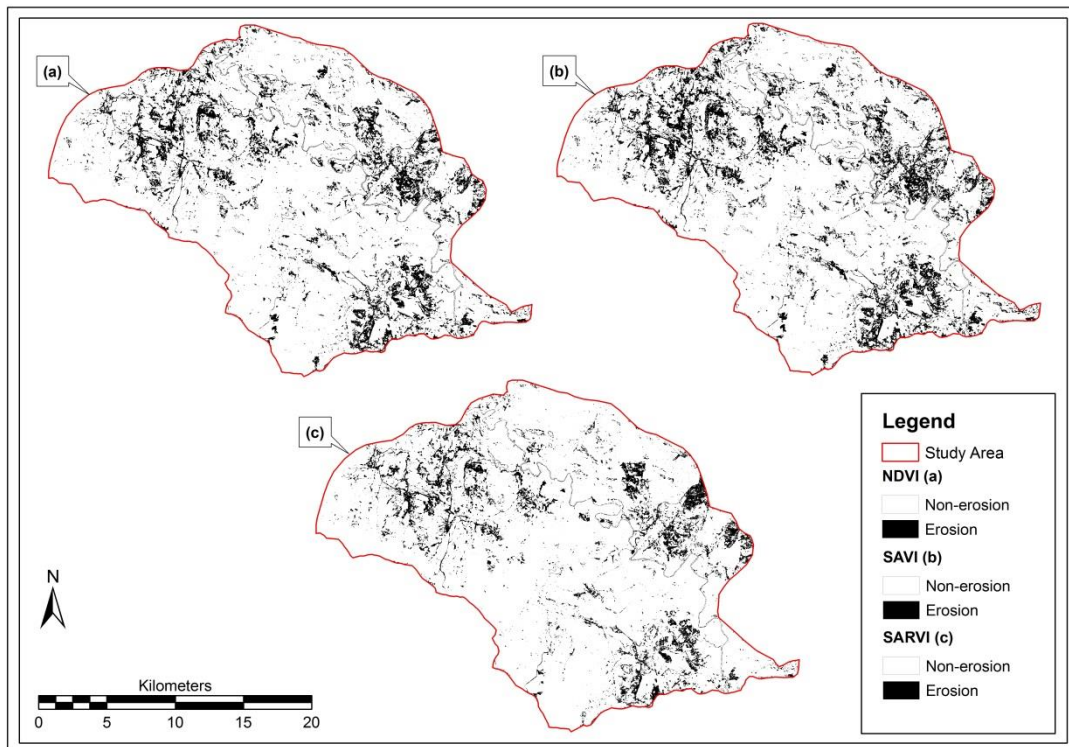 (a)
(b)
(c)
N
Kilometers
0 5 10 15 20
Legend
Study Area
NDVI (a)
Non-erosion
Erosion
SAVI (b)
Non-erosion
Erosion
SARVI (c)
Non-erosion
Erosion